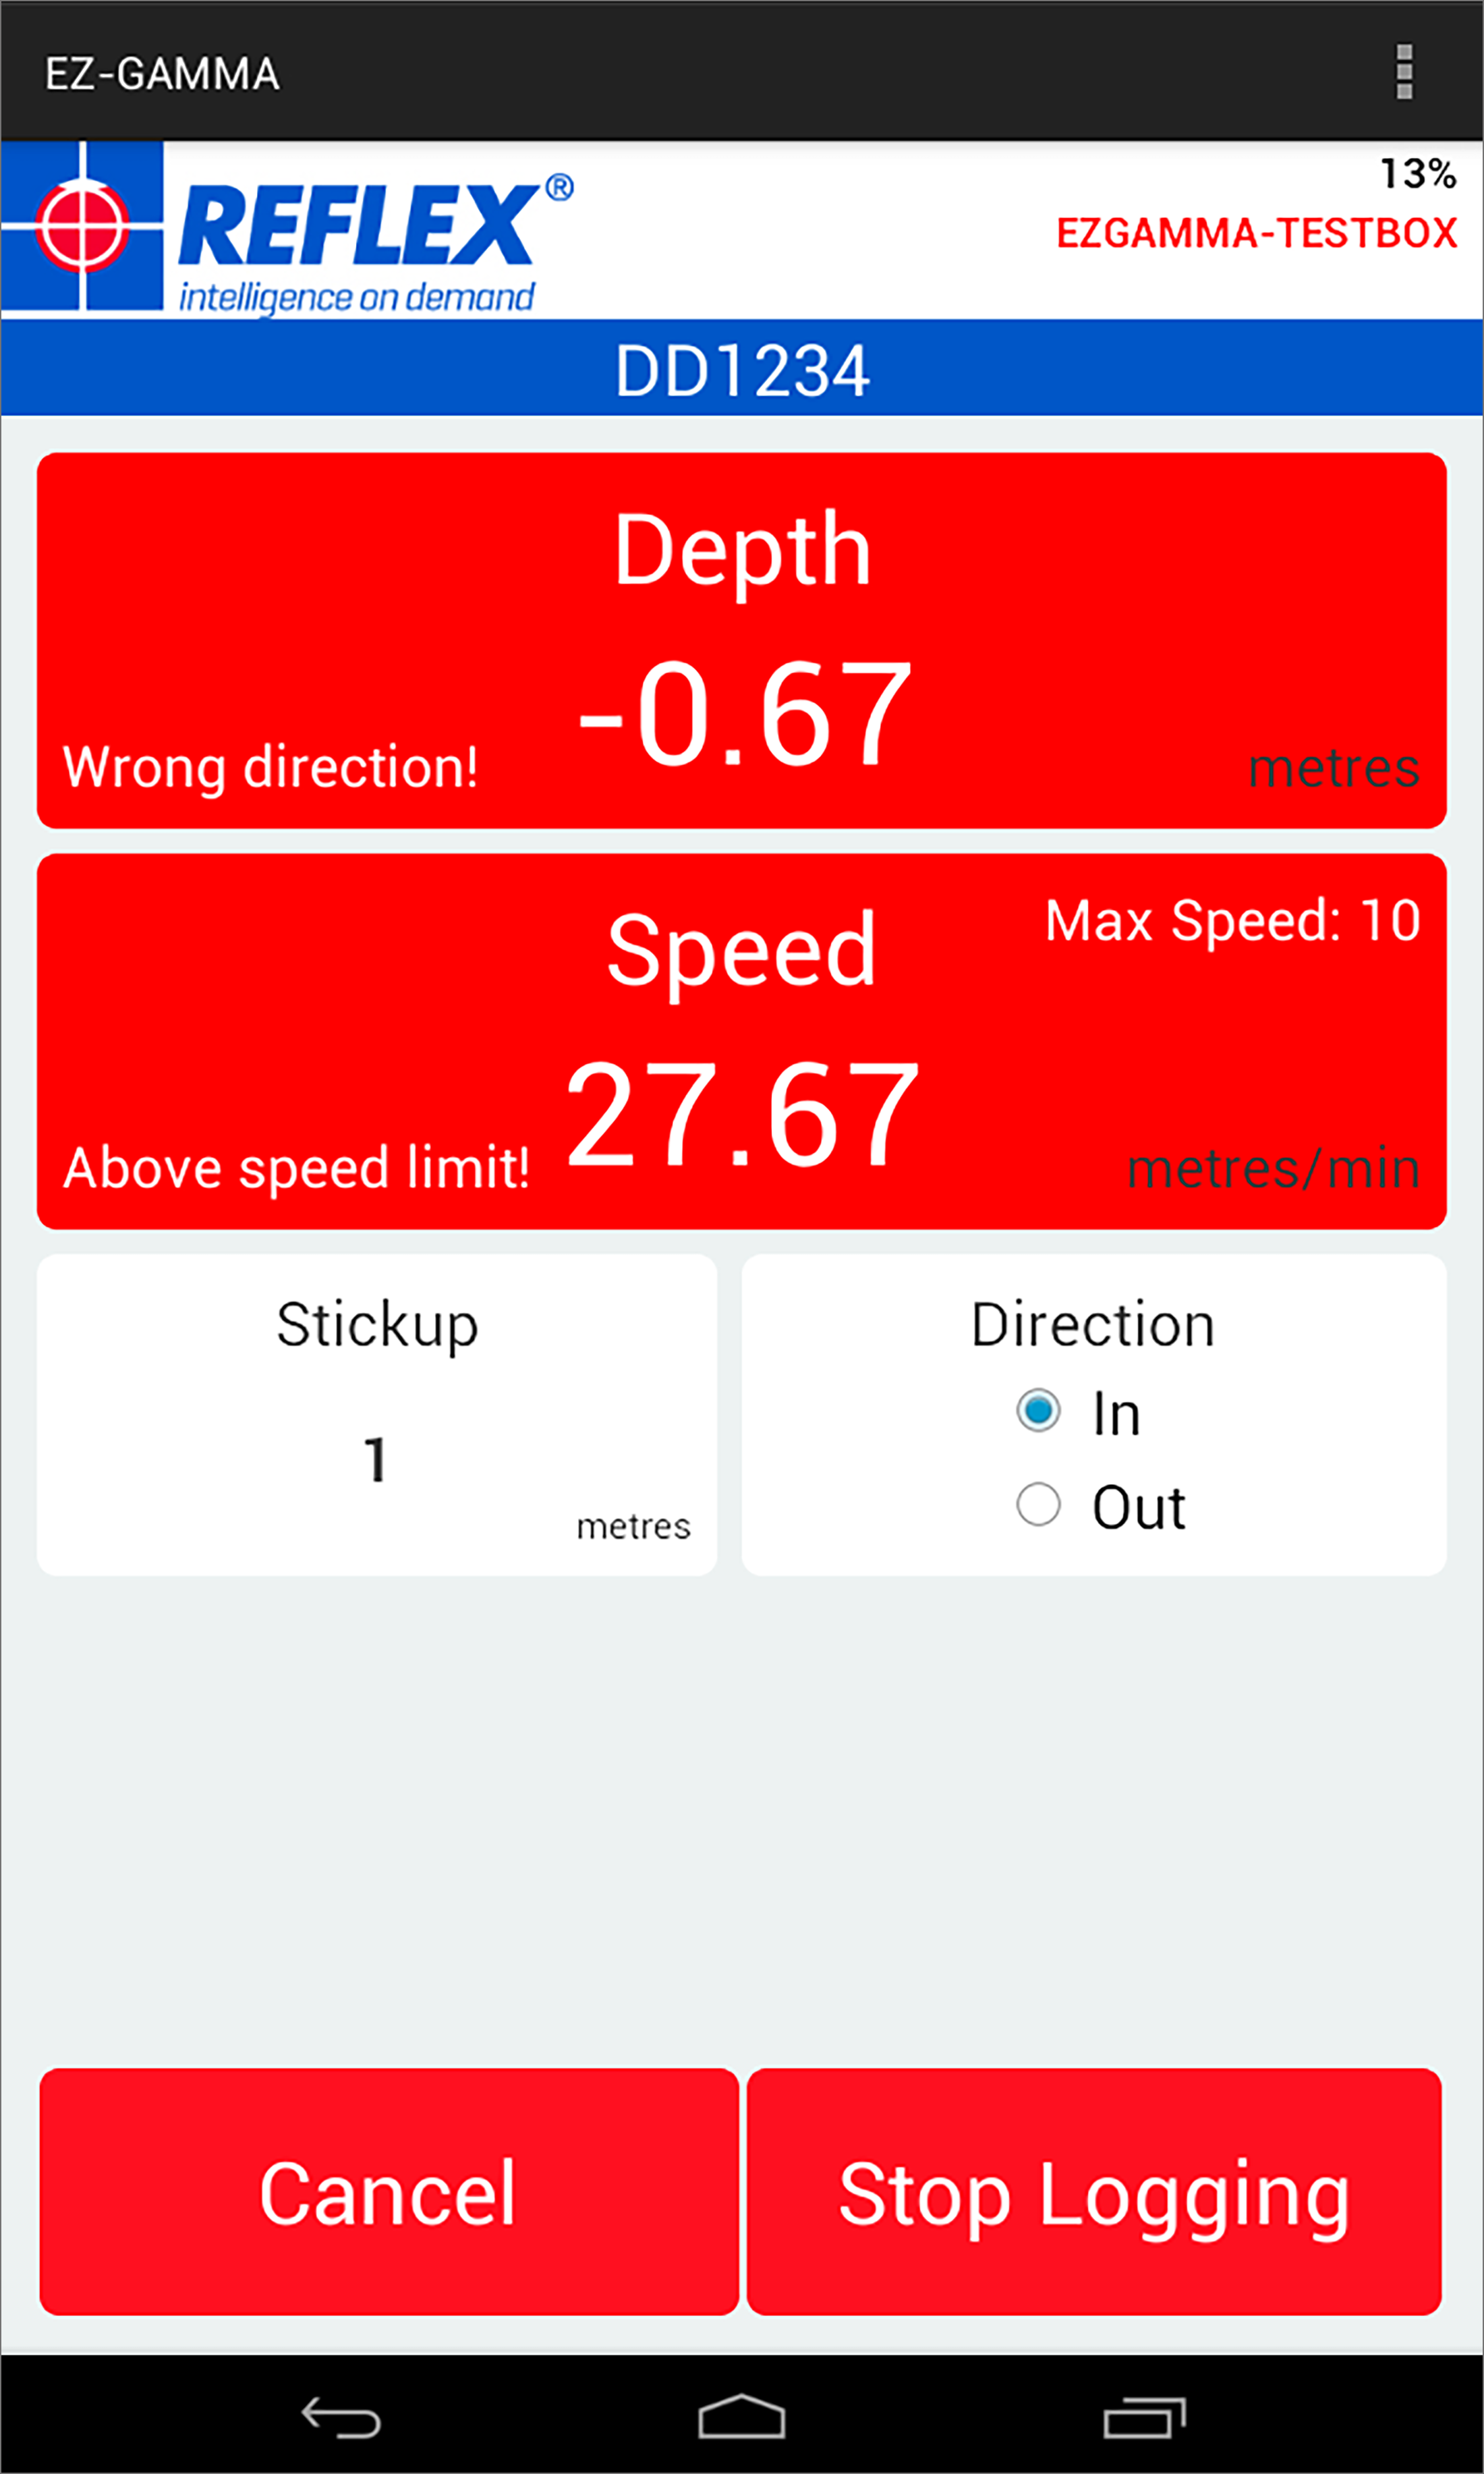 EZ-GAMMA
13%
REFLEX®
EZGAMMA-TESTBOX
intelligence on demand
DD1234
Depth
-0.67
Wrong direction!
metres
Max Speed: 10
Speed
27.67
Above speed limit!
metres/min
Stickup
1
metres
Direction
In
Out
Cancel
Stop Logging